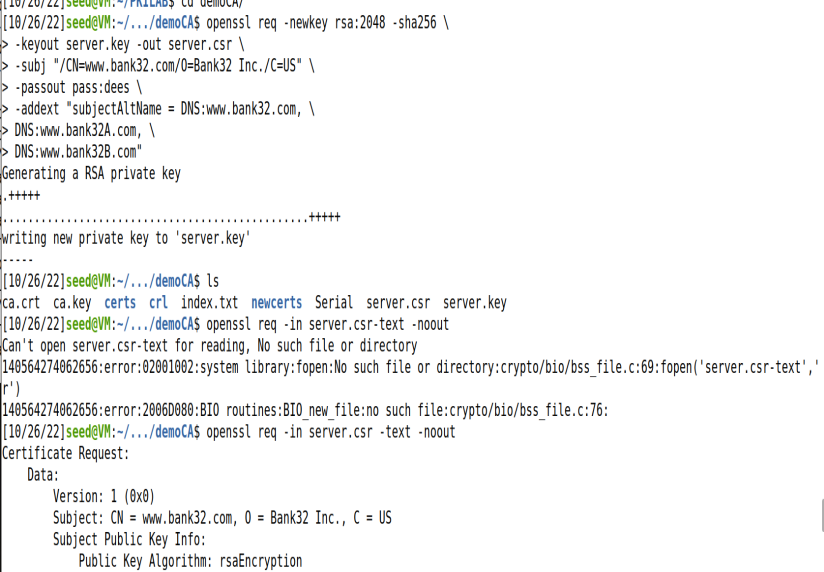 [10/26/22]seed@VM:~/PKILAB$ cd demoCA/
[10/26/22]seed@VM:~/.../demoCA$ openssl req -newkey rsa:2048 -sha256 \
> -keyout server.key -out server.csr \
> -subj "/CN=www.bank32.com/O=Bank32 Inc./C=US" \
> -passout pass:dees \
> -addext "subjectAltName = DNS:www.bank32.com, \
> DNS:www.bank32A.com, \
> DNS:www.bank32B.com"
Generating a RSA private key
.+++++
................................................+++++
writing new private key to 'server.key'
-----
[10/26/22]seed@VM:~/.../demoCA$ ls
ca.crt ca.key certs crl index.txt newcerts Serial server.csr server.key
[10/26/22]seed@VM:~/.../demoCA$ openssl req -in server.csr-text -noout
Can't open server.csr-text for reading, No such file or directory
140564274062656:error:02001002:system library:fopen:No such file or directory:crypto/bio/bss_file.c:69:fopen('server.csr-text','
r')
140564274062656:error:2006D080:BIO routines:BIO_new_file:no such file:crypto/bio/bss_file.c:76:
[10/26/22]seed@VM:~/.../demoCA$ openssl req -in server.csr -text -noout
Certificate Request:
Data:
Version: 1 (0x0)
Subject: CN = www.bank32.com, O = Bank32 Inc., C = US
Subject Public Key Info:
Public Key Algorithm: rsaEncryption